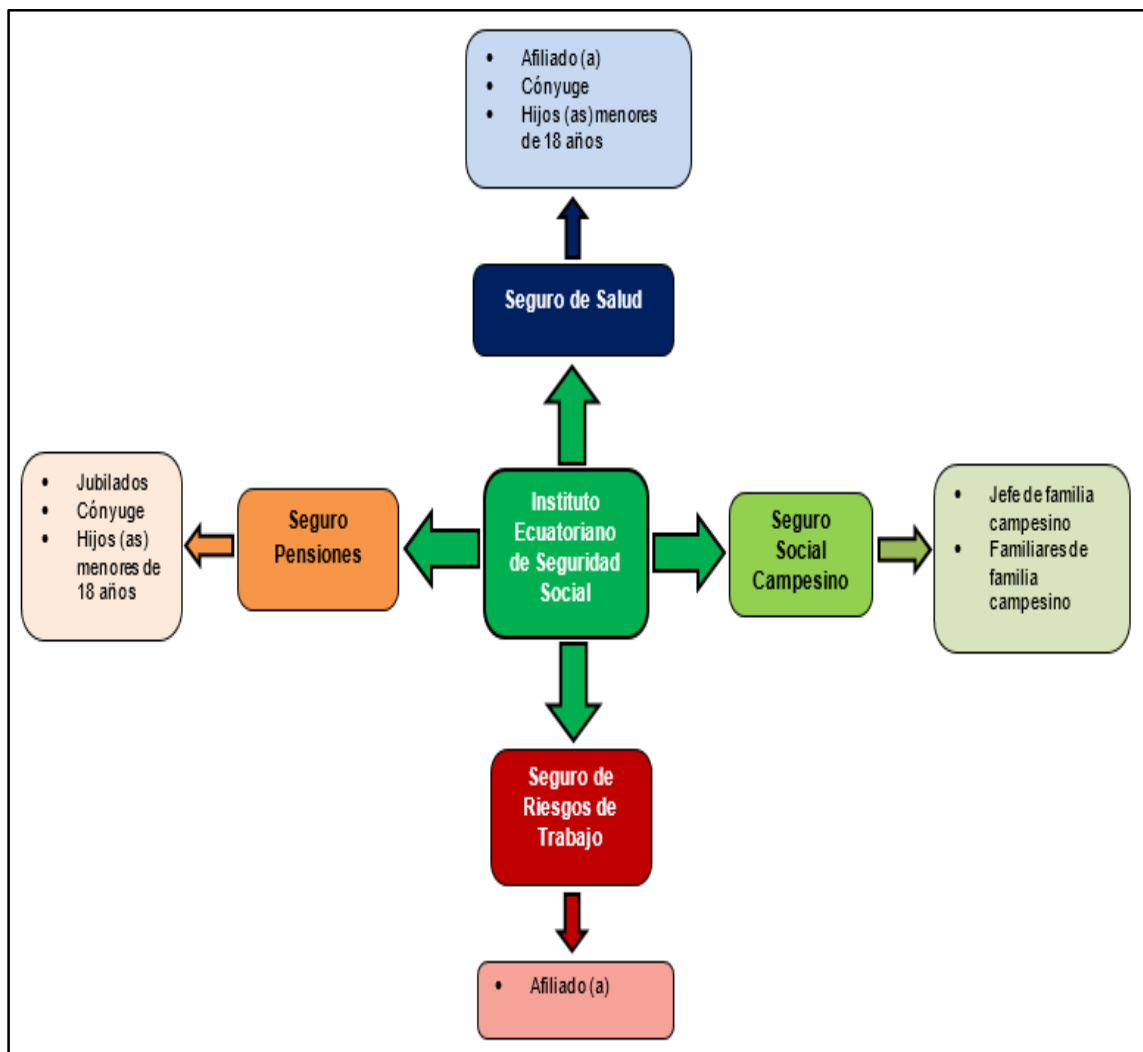 • Afiliado (a)
• Cónyuge
• Hijos (as) menores
de 18 años
Seguro de Salud
• Jubilados
• Cónyuge
• Hijos (as)
menores de
18 años
Seguro
Pensiones
Instituto
Ecuatoriano
de Seguridad
Social
Seguro
Social
Campesino
• Jefe de familia
campesino
• Familiares de
familia
campesino
Seguro de
Riesgos de
Trabajo
• Afiliado (a)